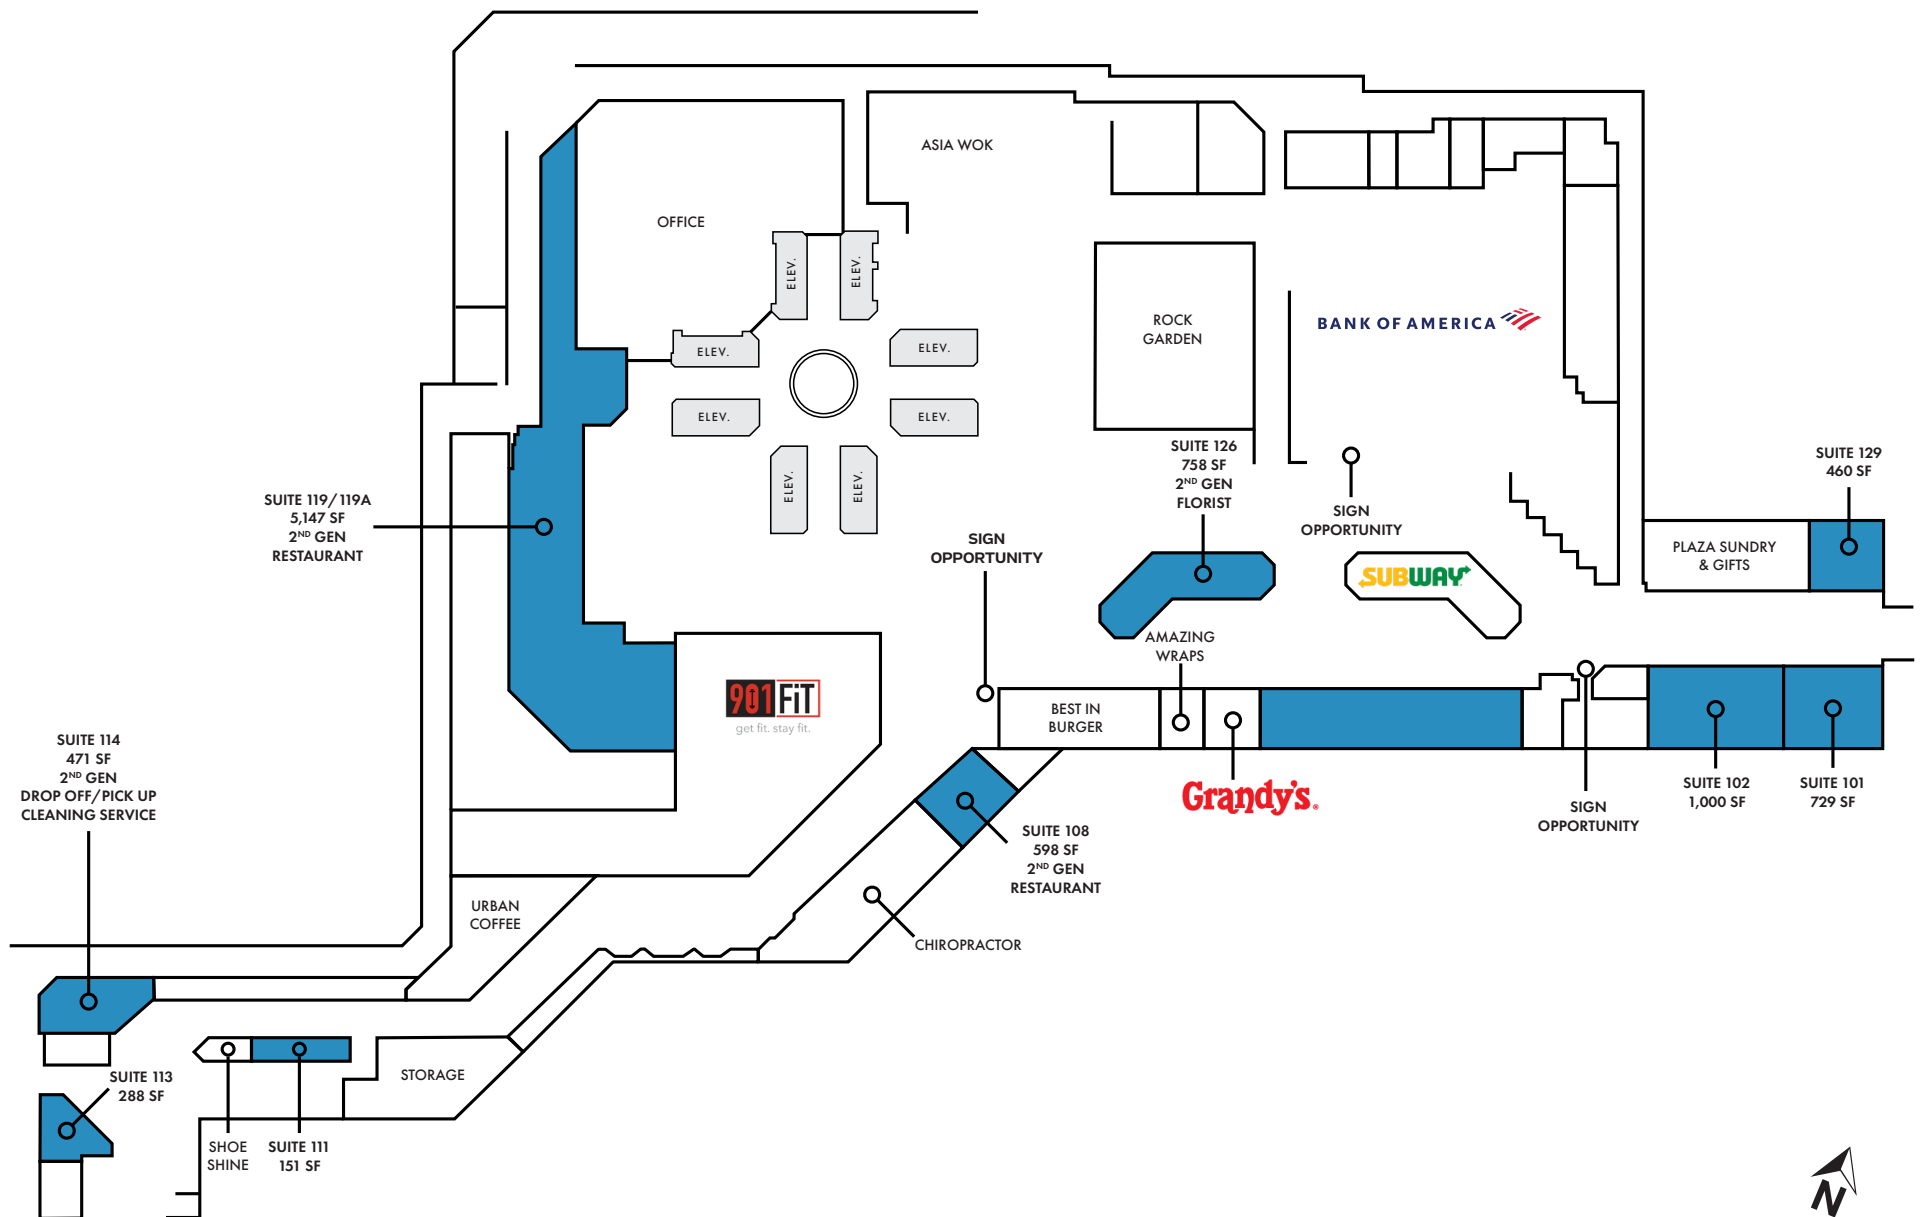 ASIA WOK
OFFICE
ELEV.
ELEV.
ELEV.
ELEV.
ELEV.
ELEV.
ELEV.
ELEV.
ROCK
GARDEN
BANK OF AMERICA
SUITE 126
758 SF
2ND GEN
FLORIST
SIGN
OPPORTUNITY
SUITE 129
460 SF
SUITE 119/119A
5,147 SF
2ND GEN
RESTAURANT
SIGN
OPPORTUNITY
PLAZA SUNDRY
& GIFTS
SUBWAY
AMAZING
WRAPS
901FiT
get fit. stay fit.
BEST IN
BURGER
SUITE 114
471 SF
2ND GEN
DROP OFF/PICK UP
CLEANING SERVICE
Grandy's®
SUITE 102
1,000 SF
SUITE 101
729 SF
SIGN
OPPORTUNITY
SUITE 108
598 SF
2ND GEN
RESTAURANT
URBAN
COFFEE
CHIROPRACTOR
STORAGE
SUITE 113
288 SF
SHOE
SHINE
SUITE 111
151 SF
N